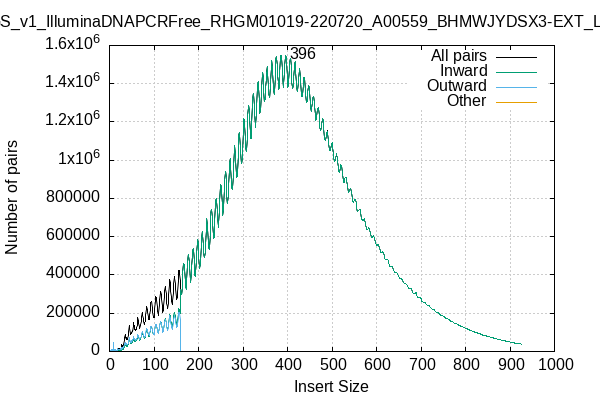 S_v1_IlluminaDNAPCRFree_RHGM01019-220720_A00559_BHMWJYDSX3-EXT_L
1.6x10^6
1.4x10^6
1.2x10^6
1x10^6
800000
600000
400000
200000
0
Number of pairs
396
All pairs
Inward
Outward
Other
0 100 200 300 400 500 600 700 800 900 1000
Insert Size